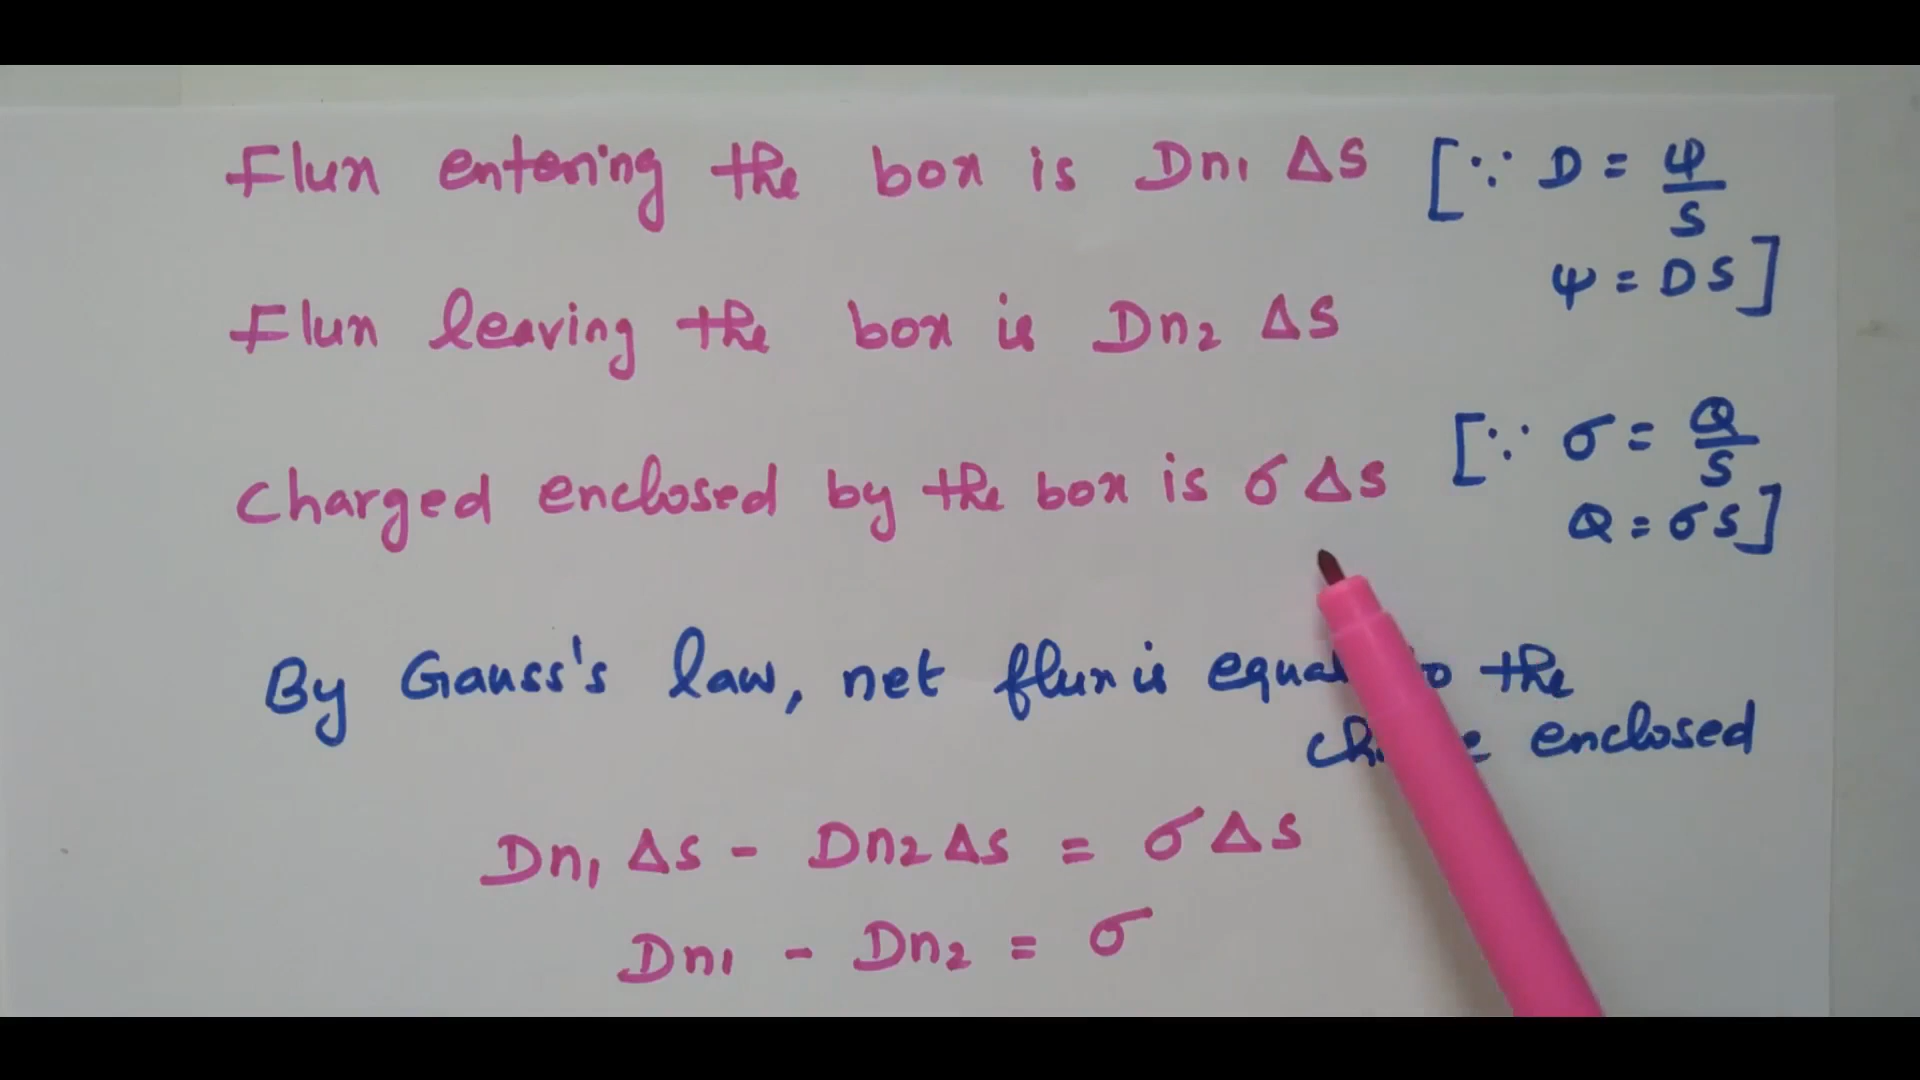 Flux entering the box is Dn1 ΔS [∵ D = ψ/S
ψ = DS]
Flux leaving the box is Dn2 ΔS
Charged enclosed by the box is σ ΔS [∵ σ = Q/S
Q = σS]
By Gauss's law, net flux is equal to the
enclosed
Dn1 ΔS - Dn2 ΔS = σ ΔS
Dn1 - Dn2 = σ